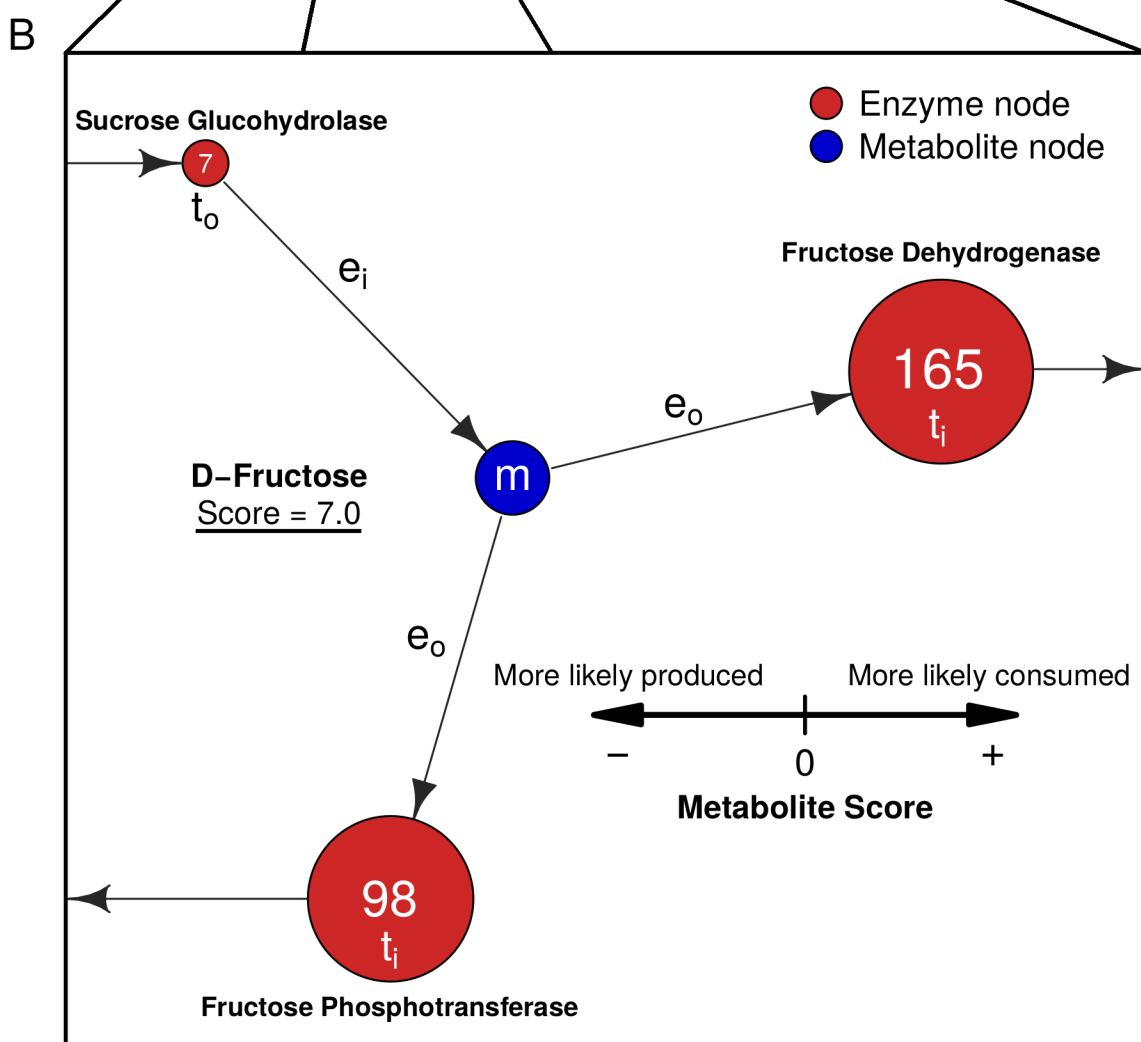 B
Sucrose Glucohydrolase
7
to
ei
Enzyme node
Metabolite node
Fructose Dehydrogenase
165
ti
eo
m
D−Fructose
Score = 7.0
eo
More likely produced
More likely consumed
−
0
+
Metabolite Score
98
ti
Fructose Phosphotransferase